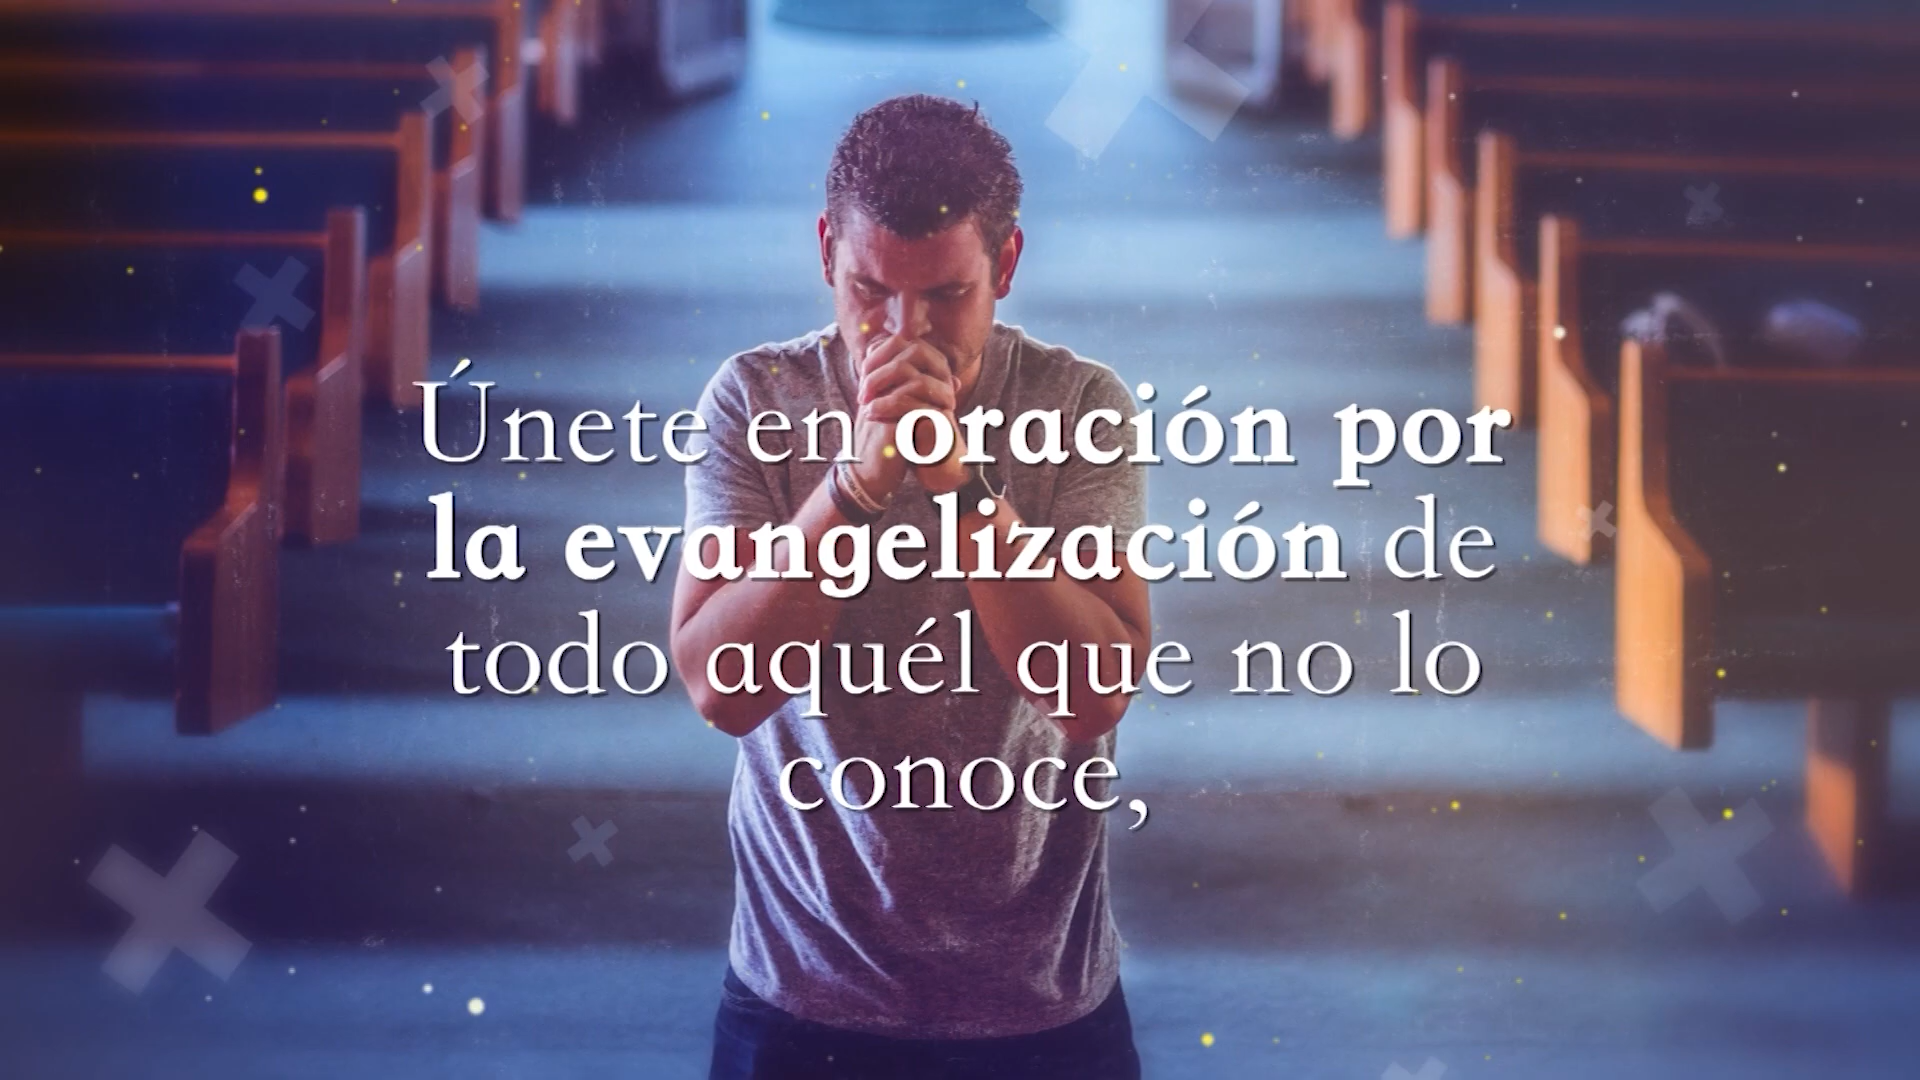 Únete en oración por
la evangelización de
todo aquél que no lo
conoce,